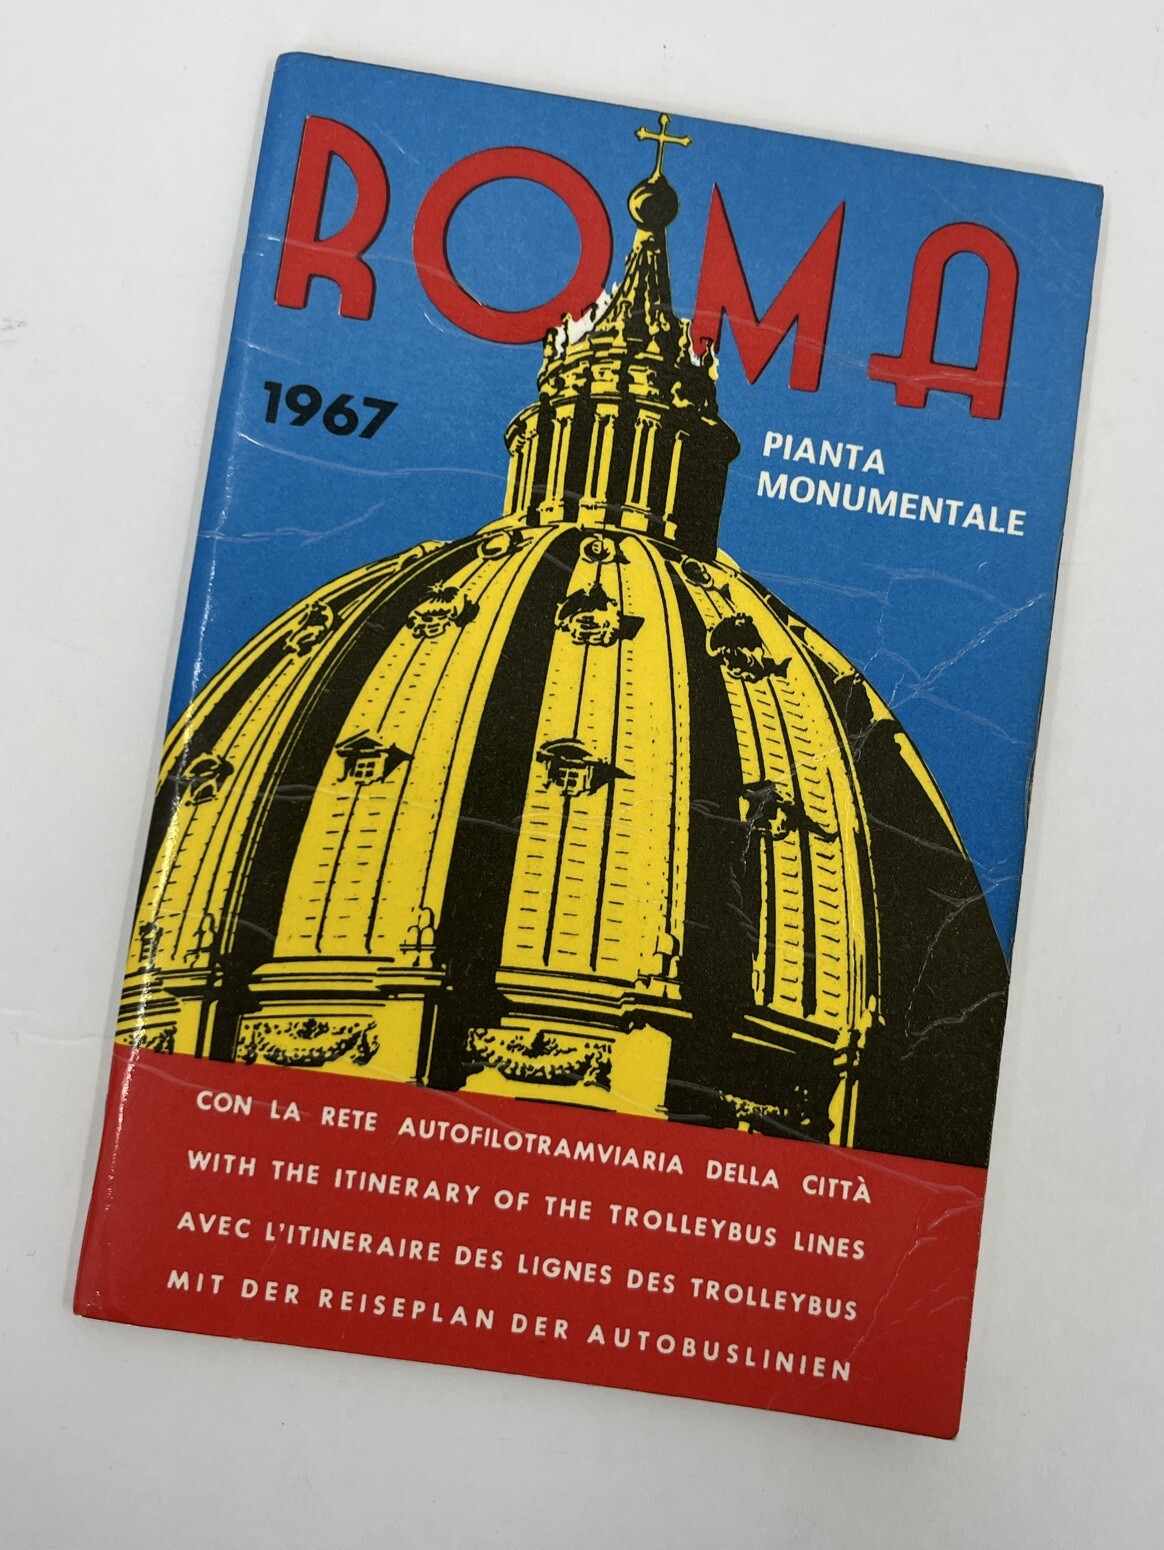 ROMA
1967
PIANTA
MONUMENTALE
CON LA RETE AUTOFILOTRAMVIARIA DELLA CITTÀ
WITH THE ITINERARY OF THE TROLLEYBUS LINES
AVEC L'ITINERAIRE DES LIGNES DES TROLLEYBUS
MIT DER REISEPLAN DER AUTOBUSLINIEN